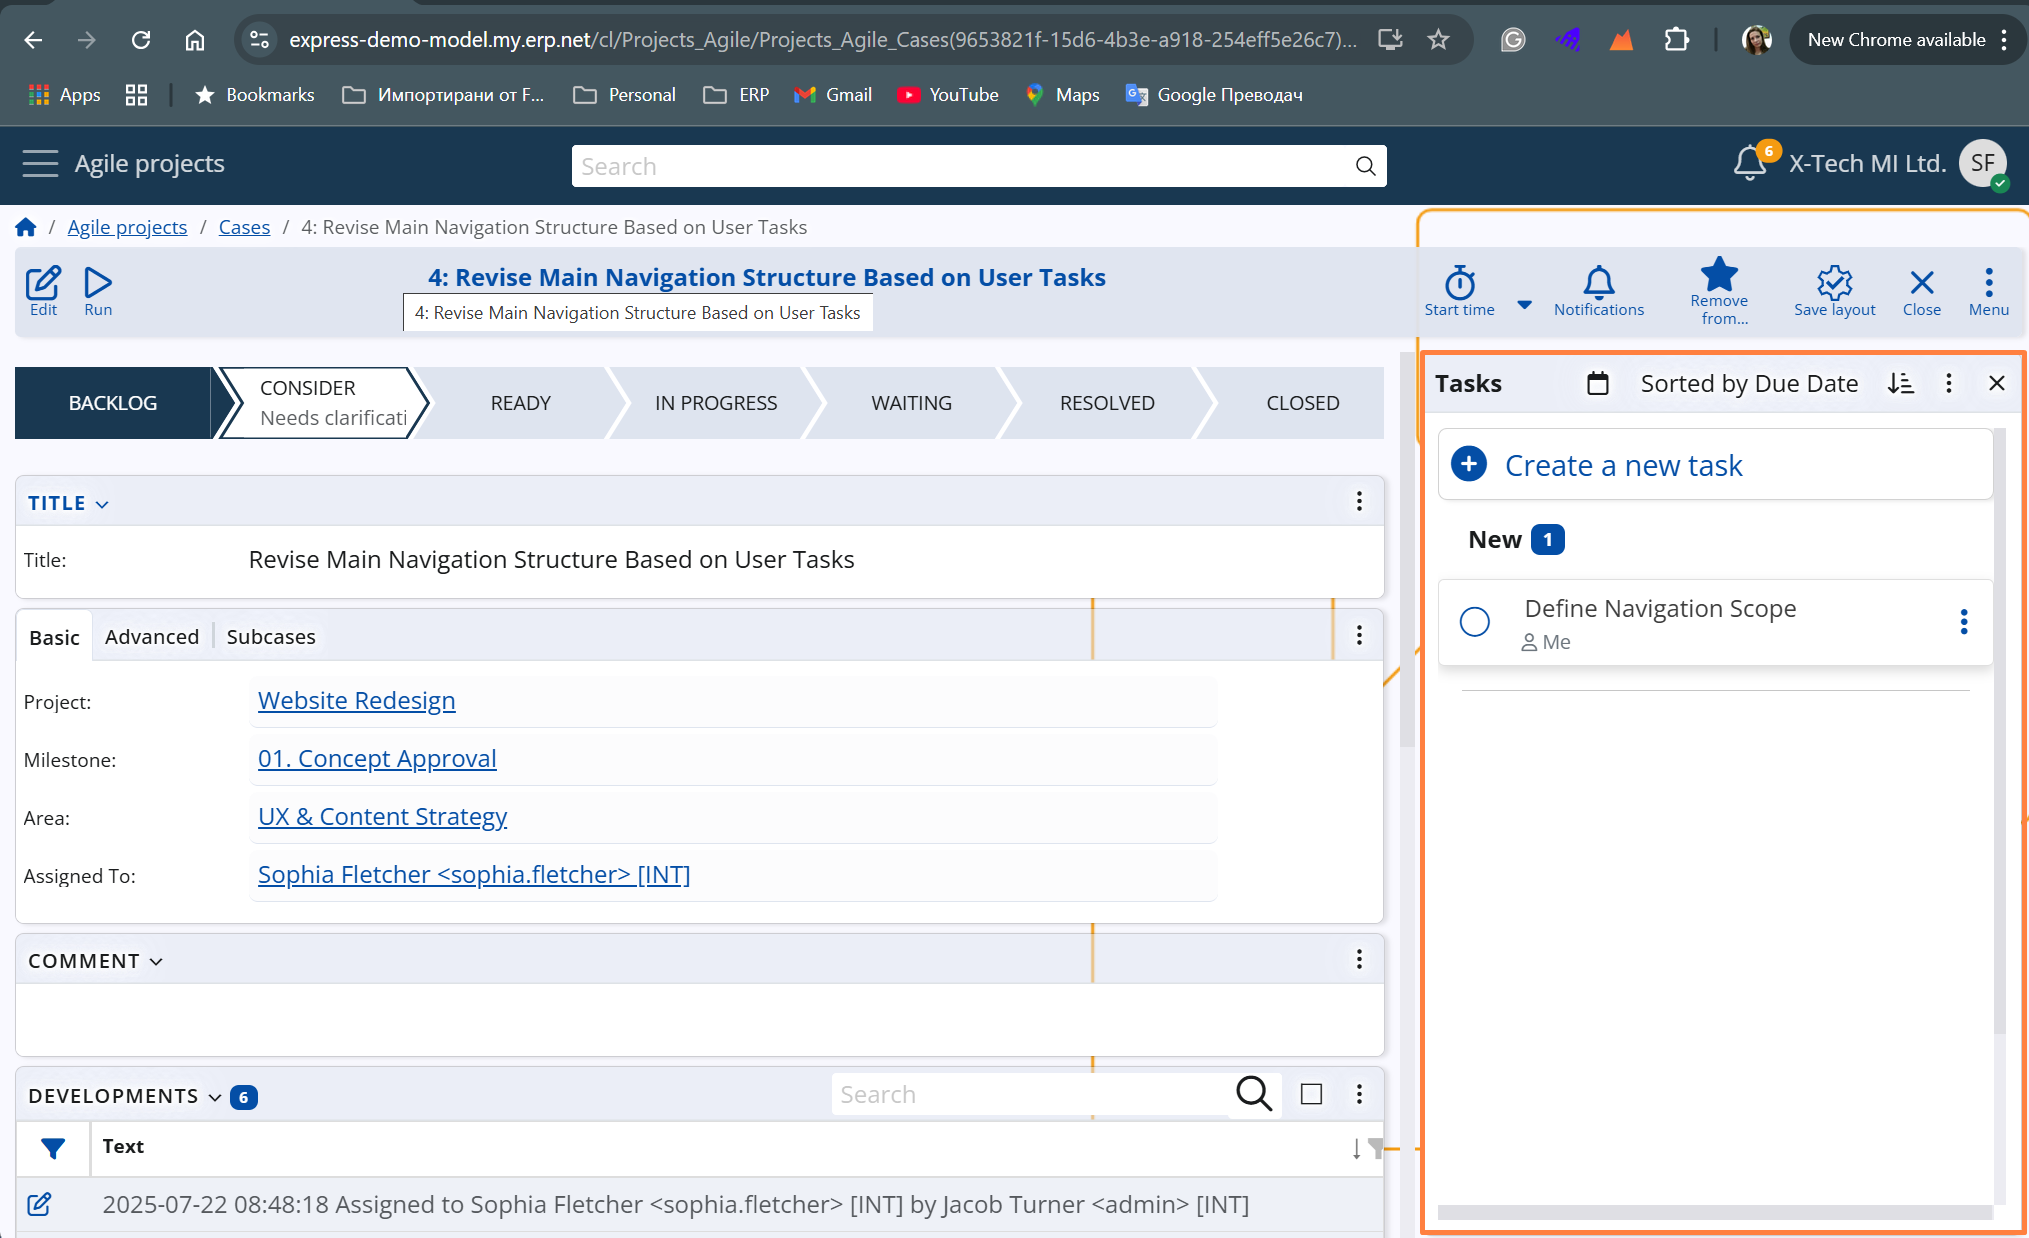 express-demo-model.my.erp.net/cl/Projects_Agile/Projects_Agile_Cases(9653821f-15d6-4b3e-a918-254eff5e26c7)...
New Chrome available
Apps
Bookmarks
Импортирани от F...
Personal
ERP
Gmail
YouTube
Maps
Google Преводач
Agile projects
Search
6
X-Tech MI Ltd.
SF
/ Agile projects / Cases / 4: Revise Main Navigation Structure Based on User Tasks
Edit
Run
4: Revise Main Navigation Structure Based on User Tasks
4: Revise Main Navigation Structure Based on User Tasks
Start time
Notifications
Remove
from...
Save layout
Close
Menu
BACKLOG
CONSIDER
Needs clarificati
READY
IN PROGRESS
WAITING
RESOLVED
CLOSED
TITLE
Title:
Revise Main Navigation Structure Based on User Tasks
Basic
Advanced
Subcases
Project:
Website Redesign
Milestone:
01. Concept Approval
Area:
UX & Content Strategy
Assigned To:
Sophia Fletcher <sophia.fletcher> [INT]
COMMENT
DEVELOPMENTS
6
Search
Text
2025-07-22 08:48:18 Assigned to Sophia Fletcher <sophia.fletcher> [INT] by Jacob Turner <admin> [INT]
Tasks
Sorted by Due Date
Create a new task
New
1
Define Navigation Scope
Me